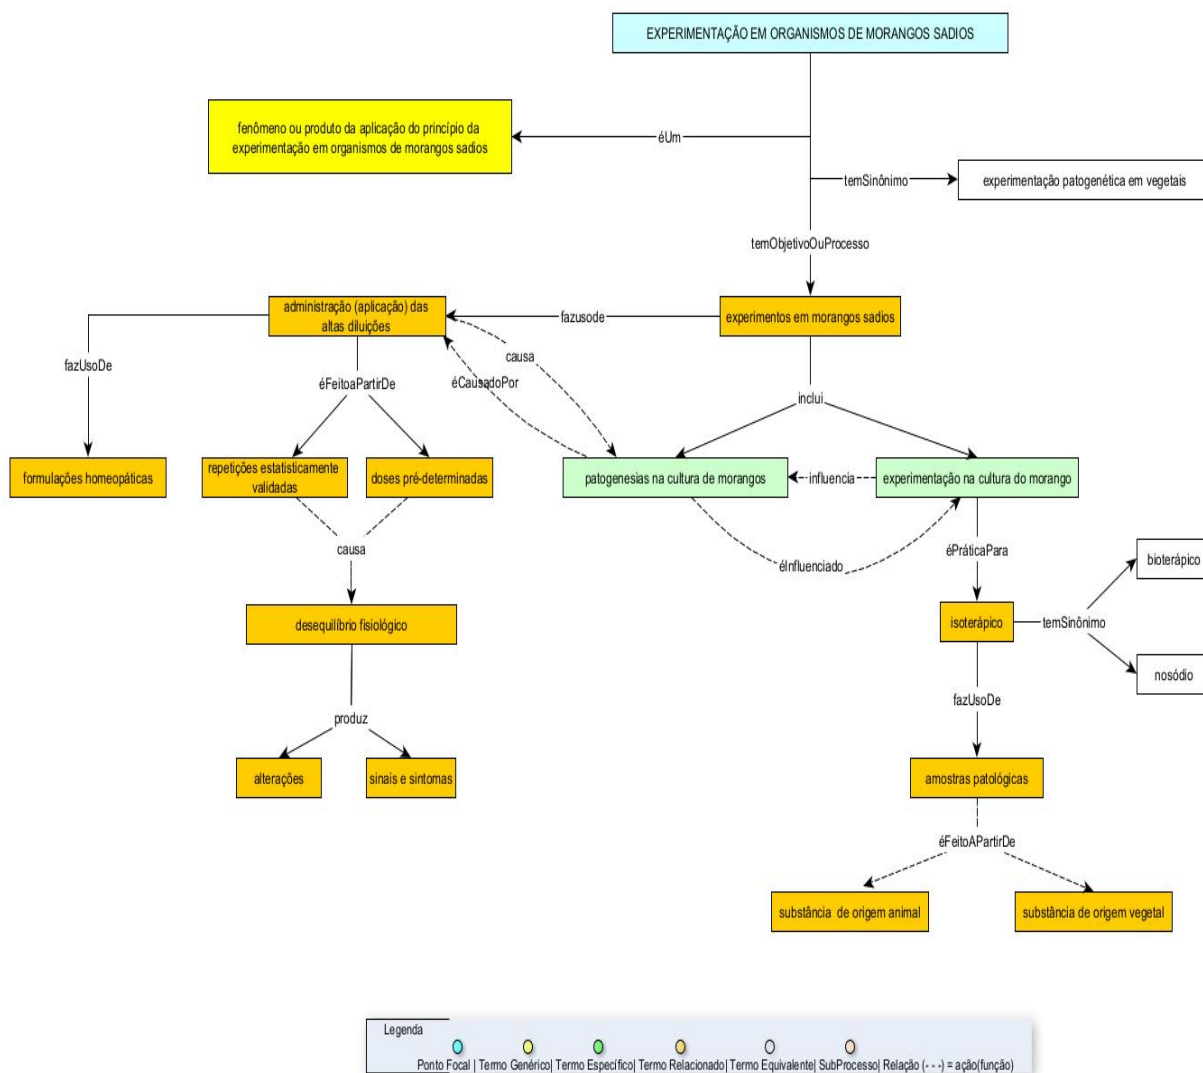 EXPERIMENTAÇÃO EM ORGANISMOS DE MORANGOS SADIOS
fenômeno ou produto da aplicação do princípio da
experimentação em organismos de morangos sadios
éUm
temSinônimo
experimentação patogenética em vegetais
temObjetivoOuProcesso
administração (aplicação) das
altas diluições
fazusode
experimentos em morangos sadios
causa
fazUsoDe
éFeitoaPartirDe
éCausadoPor
inclui
formulações homeopáticas
repetições estatisticamente
validadas
doses pré-determinadas
patogenesias na cultura de morangos
influencia
experimentação na cultura do morango
causa
éInfluenciado
éPráticaPara
bioterápico
desequilíbrio fisiológico
isoterápico
temSinônimo
nosódio
fazUsoDe
produz
alterações
sinais e sintomas
amostras patológicas
éFeitoAPartirDe
substância de origem animal
substância de origem vegetal
Legenda
Ponto Focal | Termo Genérico| Termo Específico| Termo Relacionado| Termo Equivalente| SubProcesso| Relação (- - -) = ação(função)